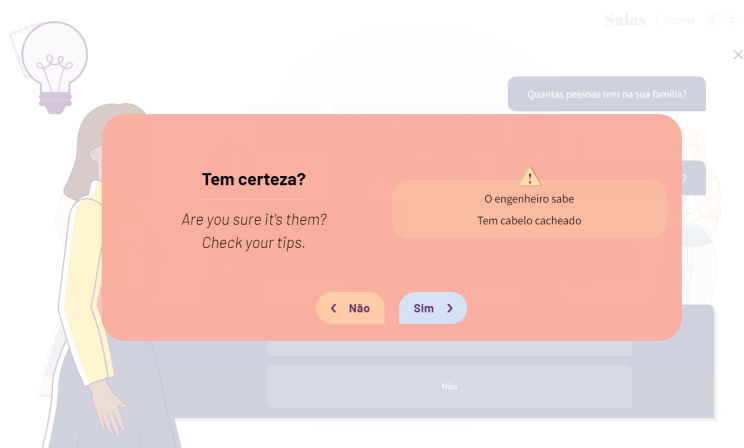 Salas
Rooms
Quantas pessoas tem na sua família?
?
Tem certeza?
Are you sure it's them?
Check your tips.
!
O engenheiro sabe
Tem cabelo cacheado
Não
Sim
Não